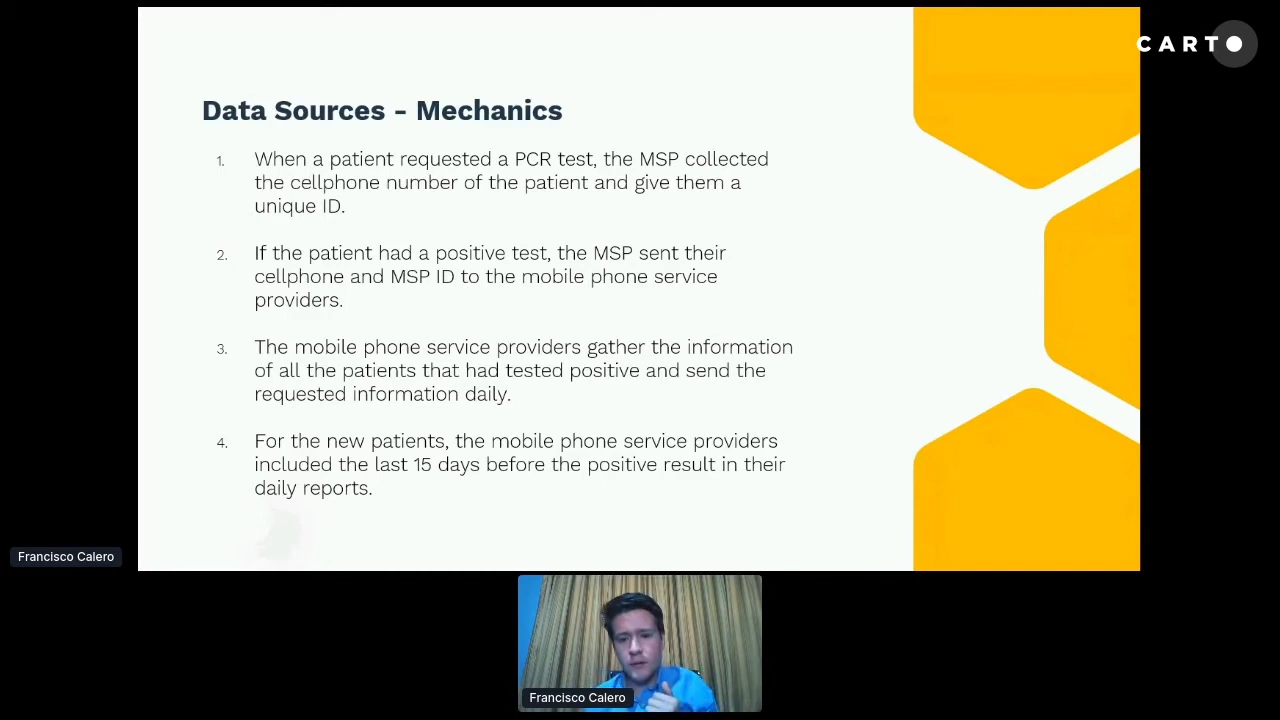 CARTO
Data Sources - Mechanics
1. When a patient requested a PCR test, the MSP collected
the cellphone number of the patient and give them a
unique ID.
2. If the patient had a positive test, the MSP sent their
cellphone and MSP ID to the mobile phone service
providers.
3. The mobile phone service providers gather the information
of all the patients that had tested positive and send the
requested information daily.
4. For the new patients, the mobile phone service providers
included the last 15 days before the positive result in their
daily reports.
Francisco Calero
Francisco Calero